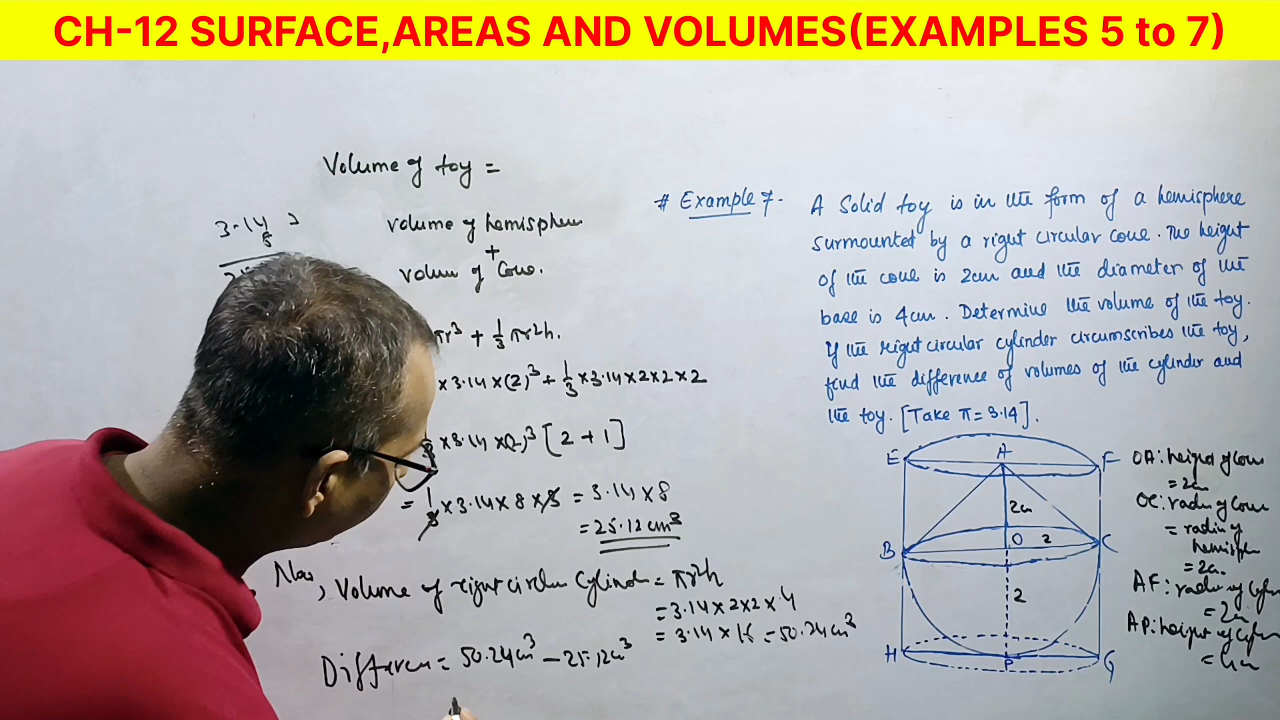 CH-12 SURFACE,AREAS AND VOLUMES(EXAMPLES 5 to 7)
Volume of toy =
3.14
8
volume of hemisphere
+
volum of Cone.
πr³ + 1/3 πr²h.
× 3.14 × (2)³ + 1/3 × 3.14 × 2 × 2 × 2
× 3.14 × (2)³ [2 + 1]
= 1/3 × 3.14 × 8 × 3 = 3.14 × 8
= 25.12 cm³
Now, Volume of right circular Cylinder = πr²h
= 3.14 × 2 × 2 × 4
= 3.14 × 16 = 50.24 cm³
Difference = 50.24 cm³ - 25.12 cm³
# Example 7. A Solid toy is in the form of a hemisphere
surmounted by a right circular cone. The height
of the cone is 2cm and the diameter of the
base is 4cm. Determine the volume of the toy.
If the right circular cylinder circumscribes the toy,
find the difference of volumes of the cylinder and
the toy. [Take π = 3.14].
E A F
2cm
B O 2 C
2
H P G
OA: height of cone
= 2cm
OC: radius of cone
= radius of
hemisphere
= 2cm
AF: radius of
= 2cm
AP: height of
= 4cm